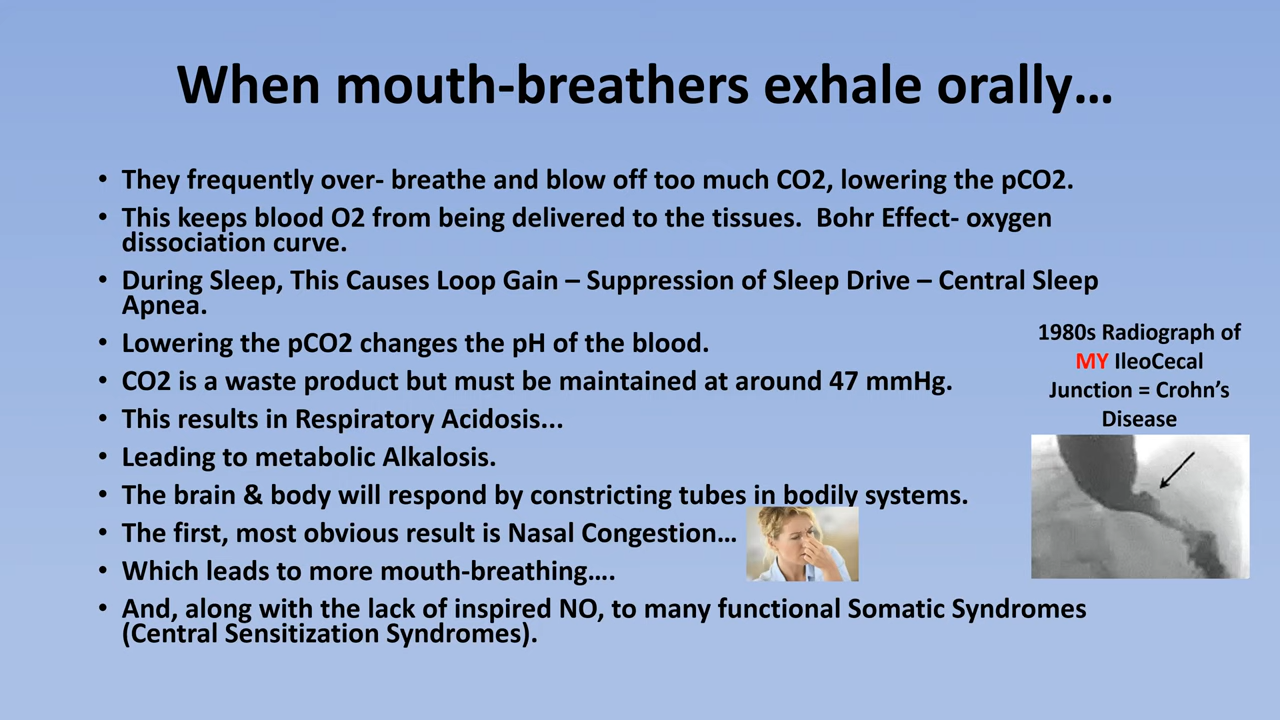 When mouth-breathers exhale orally…
• They frequently over- breathe and blow off too much CO2, lowering the pCO2.
• This keeps blood O2 from being delivered to the tissues.  Bohr Effect- oxygen
dissociation curve.
• During Sleep, This Causes Loop Gain – Suppression of Sleep Drive – Central Sleep
Apnea.
• Lowering the pCO2 changes the pH of the blood.
• CO2 is a waste product but must be maintained at around 47 mmHg.
• This results in Respiratory Acidosis...
• Leading to metabolic Alkalosis.
• The brain & body will respond by constricting tubes in bodily systems.
• The first, most obvious result is Nasal Congestion…
• Which leads to more mouth-breathing….
• And, along with the lack of inspired NO, to many functional Somatic Syndromes
(Central Sensitization Syndromes).
1980s Radiograph of
MY IleoCecal
Junction = Crohn’s
Disease